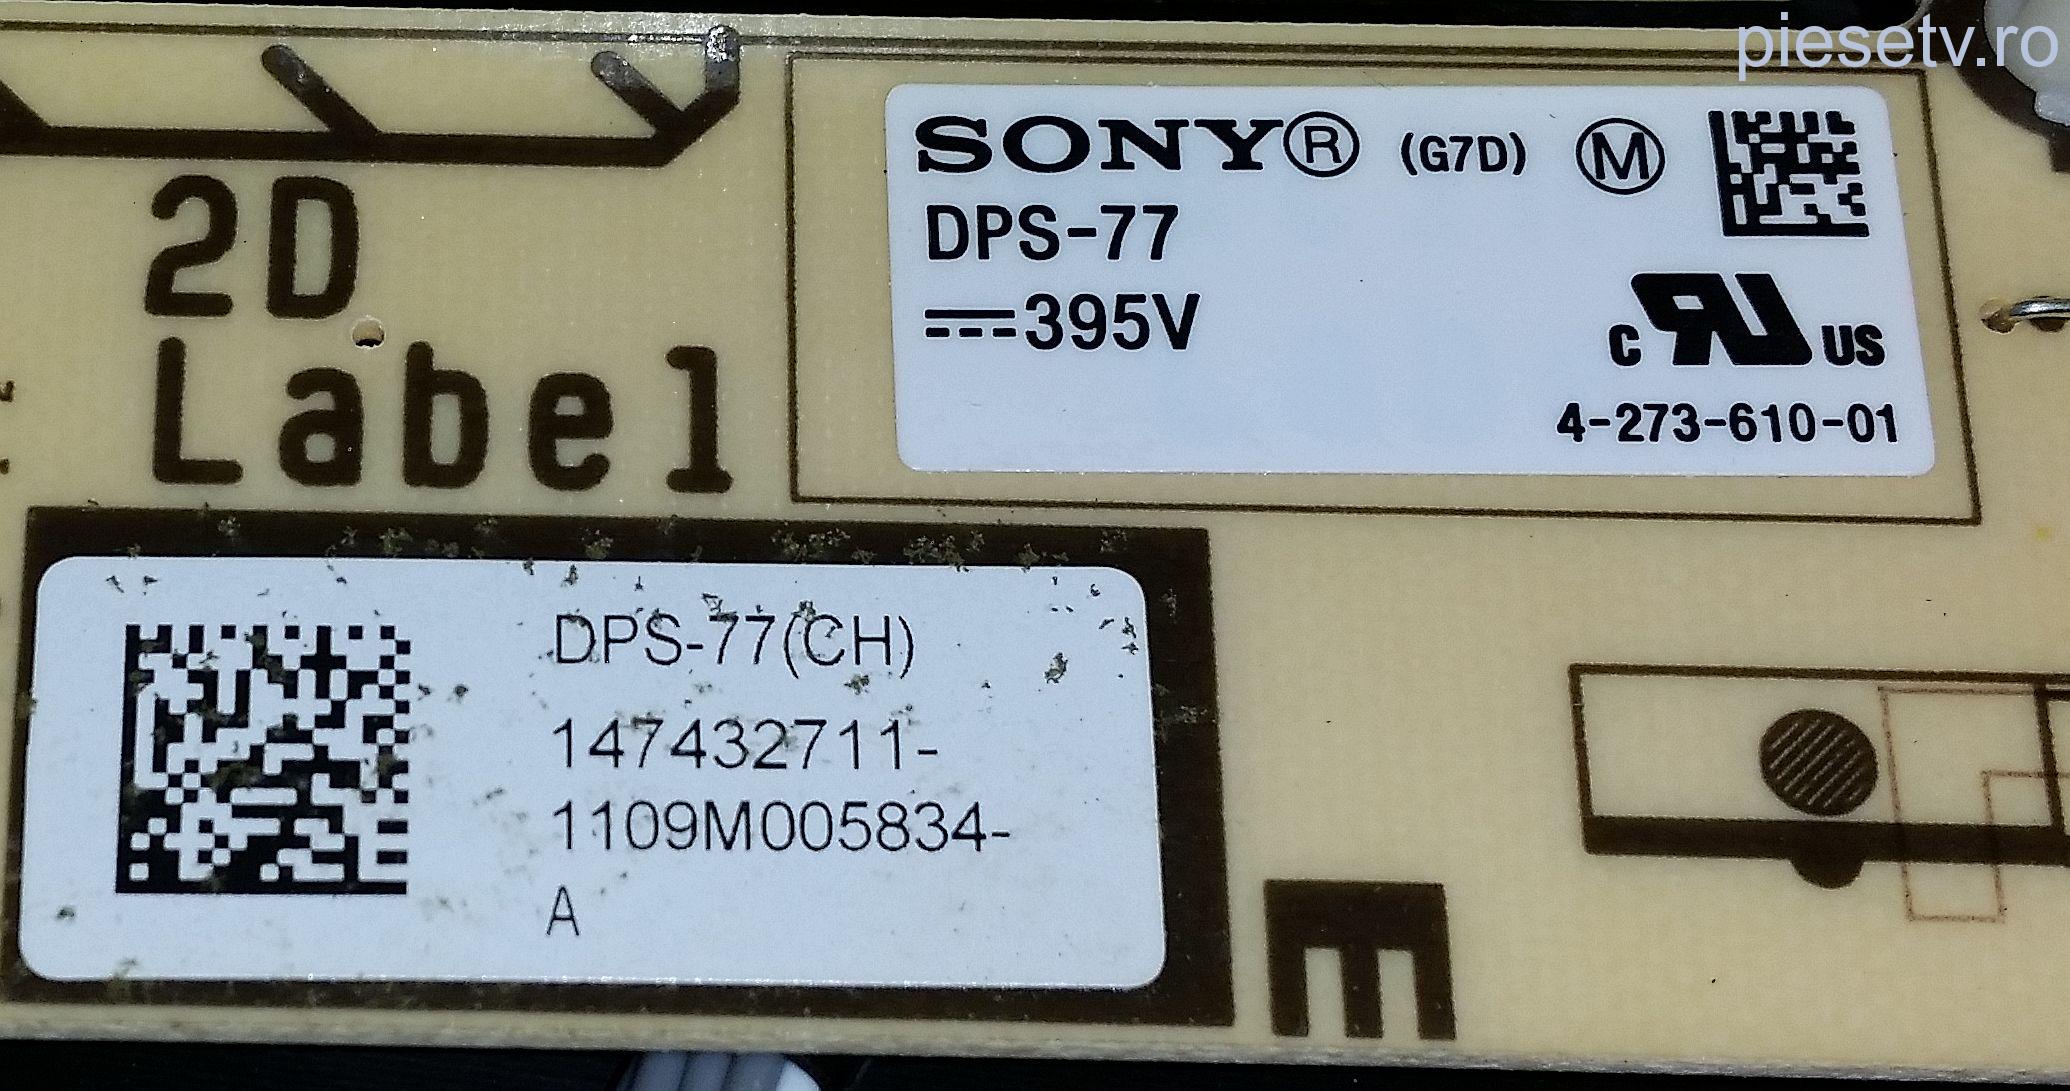 piesetv.ro
SONY® (G7D) Ⓜ
DPS-77
⎓395V
c RU US
4-273-610-01
2D
Label
DPS-77(CH)
147432711-
1109M005834-
A
E